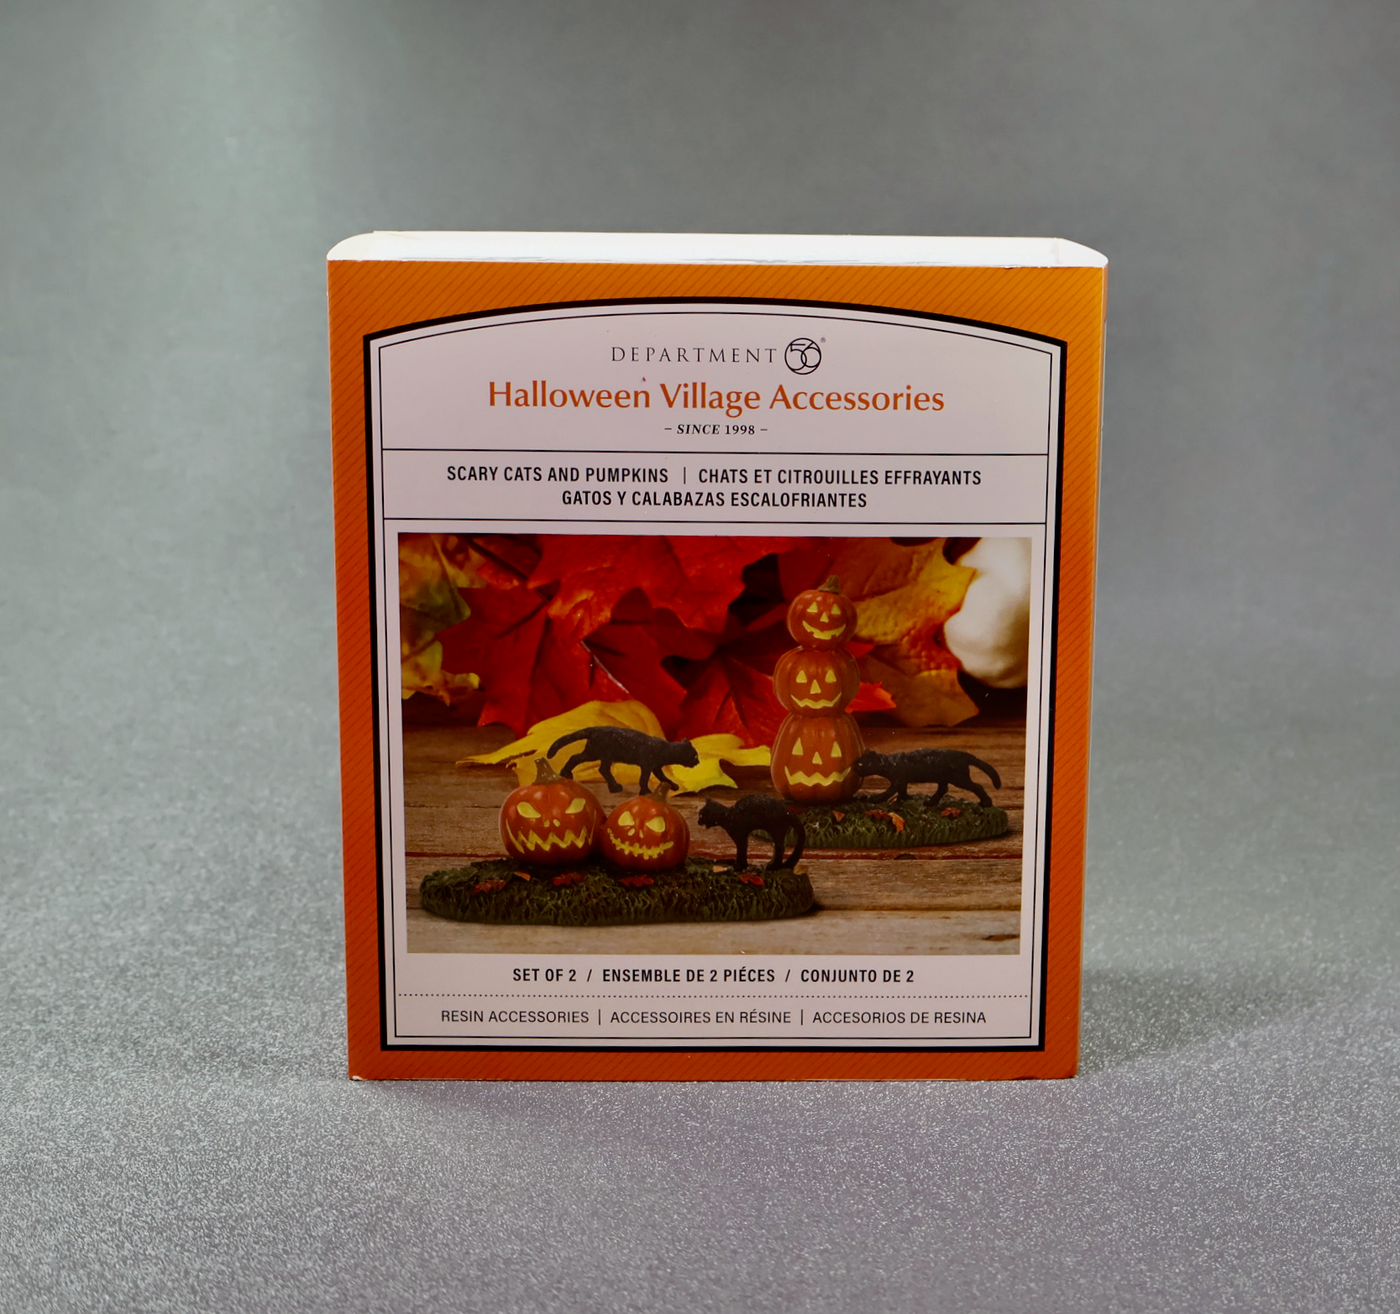 DEPARTMENT 56®
Halloween Village Accessories
– SINCE 1998 –
SCARY CATS AND PUMPKINS | CHATS ET CITROUILLES EFFRAYANTS
GATOS Y CALABAZAS ESCALOFRIANTES
SET OF 2 / ENSEMBLE DE 2 PIÉCES / CONJUNTO DE 2
RESIN ACCESSORIES | ACCESSOIRES EN RÉSINE | ACCESORIOS DE RESINA